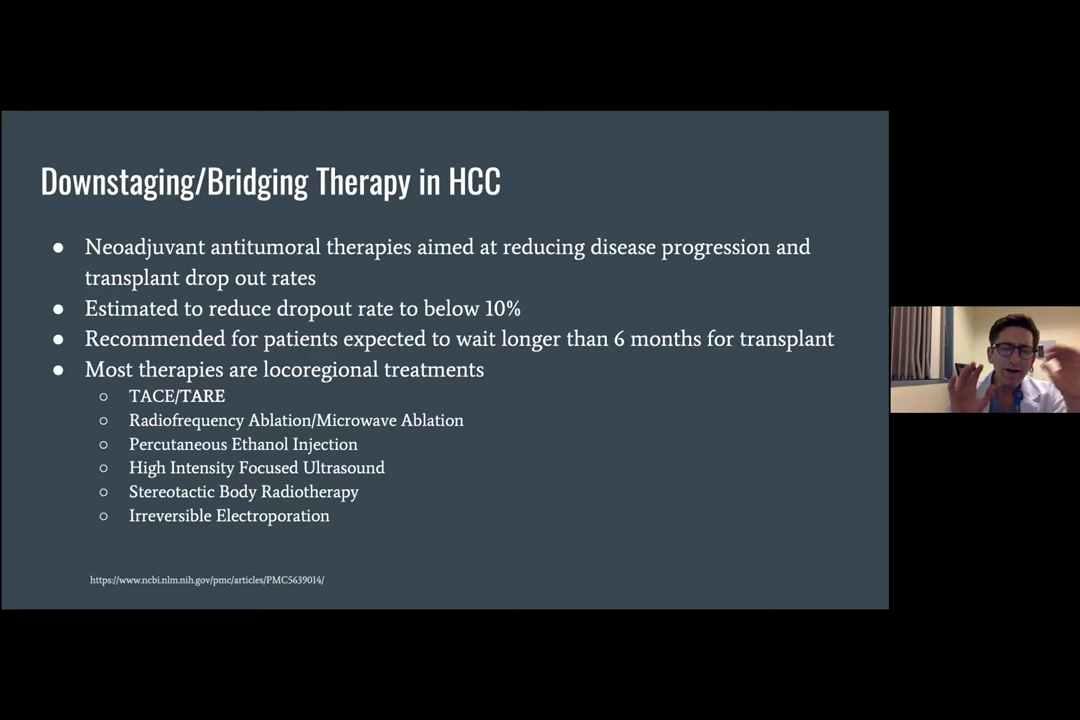 Downstaging/Bridging Therapy in HCC
● Neoadjuvant antitumoral therapies aimed at reducing disease progression and
transplant drop out rates
● Estimated to reduce dropout rate to below 10%
● Recommended for patients expected to wait longer than 6 months for transplant
● Most therapies are locoregional treatments
○ TACE/TARE
○ Radiofrequency Ablation/Microwave Ablation
○ Percutaneous Ethanol Injection
○ High Intensity Focused Ultrasound
○ Stereotactic Body Radiotherapy
○ Irreversible Electroporation
https://www.ncbi.nlm.nih.gov/pmc/articles/PMC5639014/